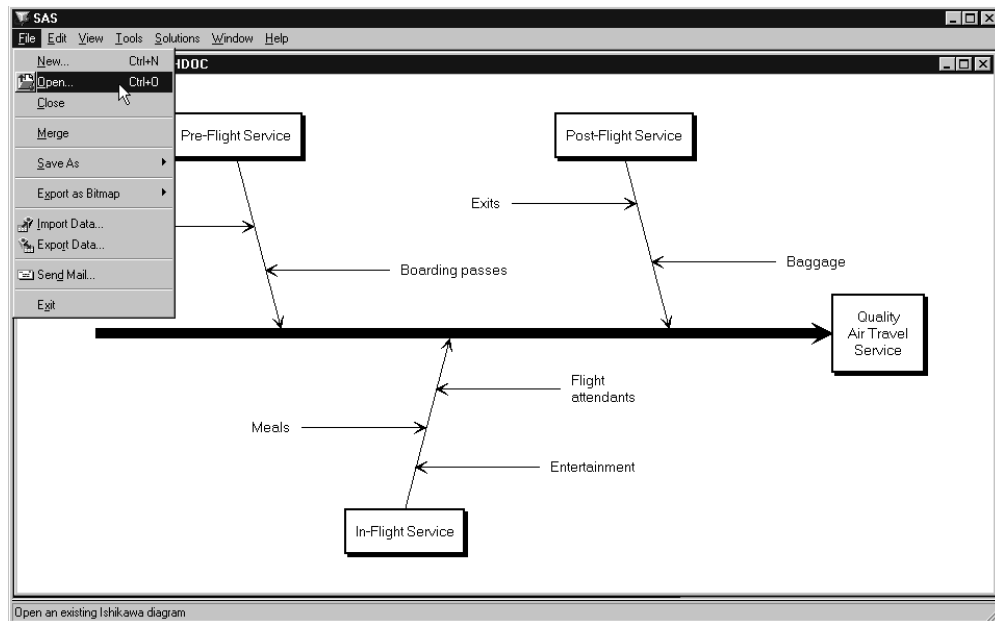 SAS
File Edit View Tools Solutions Window Help
New... Ctrl+N
Open... Ctrl+O
Close
Merge
Save As
Export as Bitmap
Import Data...
Export Data...
Send Mail...
Exit
HDOC
Pre-Flight Service
Post-Flight Service
Exits
Boarding passes
Baggage
Quality
Air Travel
Service
Flight
attendants
Meals
Entertainment
In-Flight Service
Open an existing Ishikawa diagram